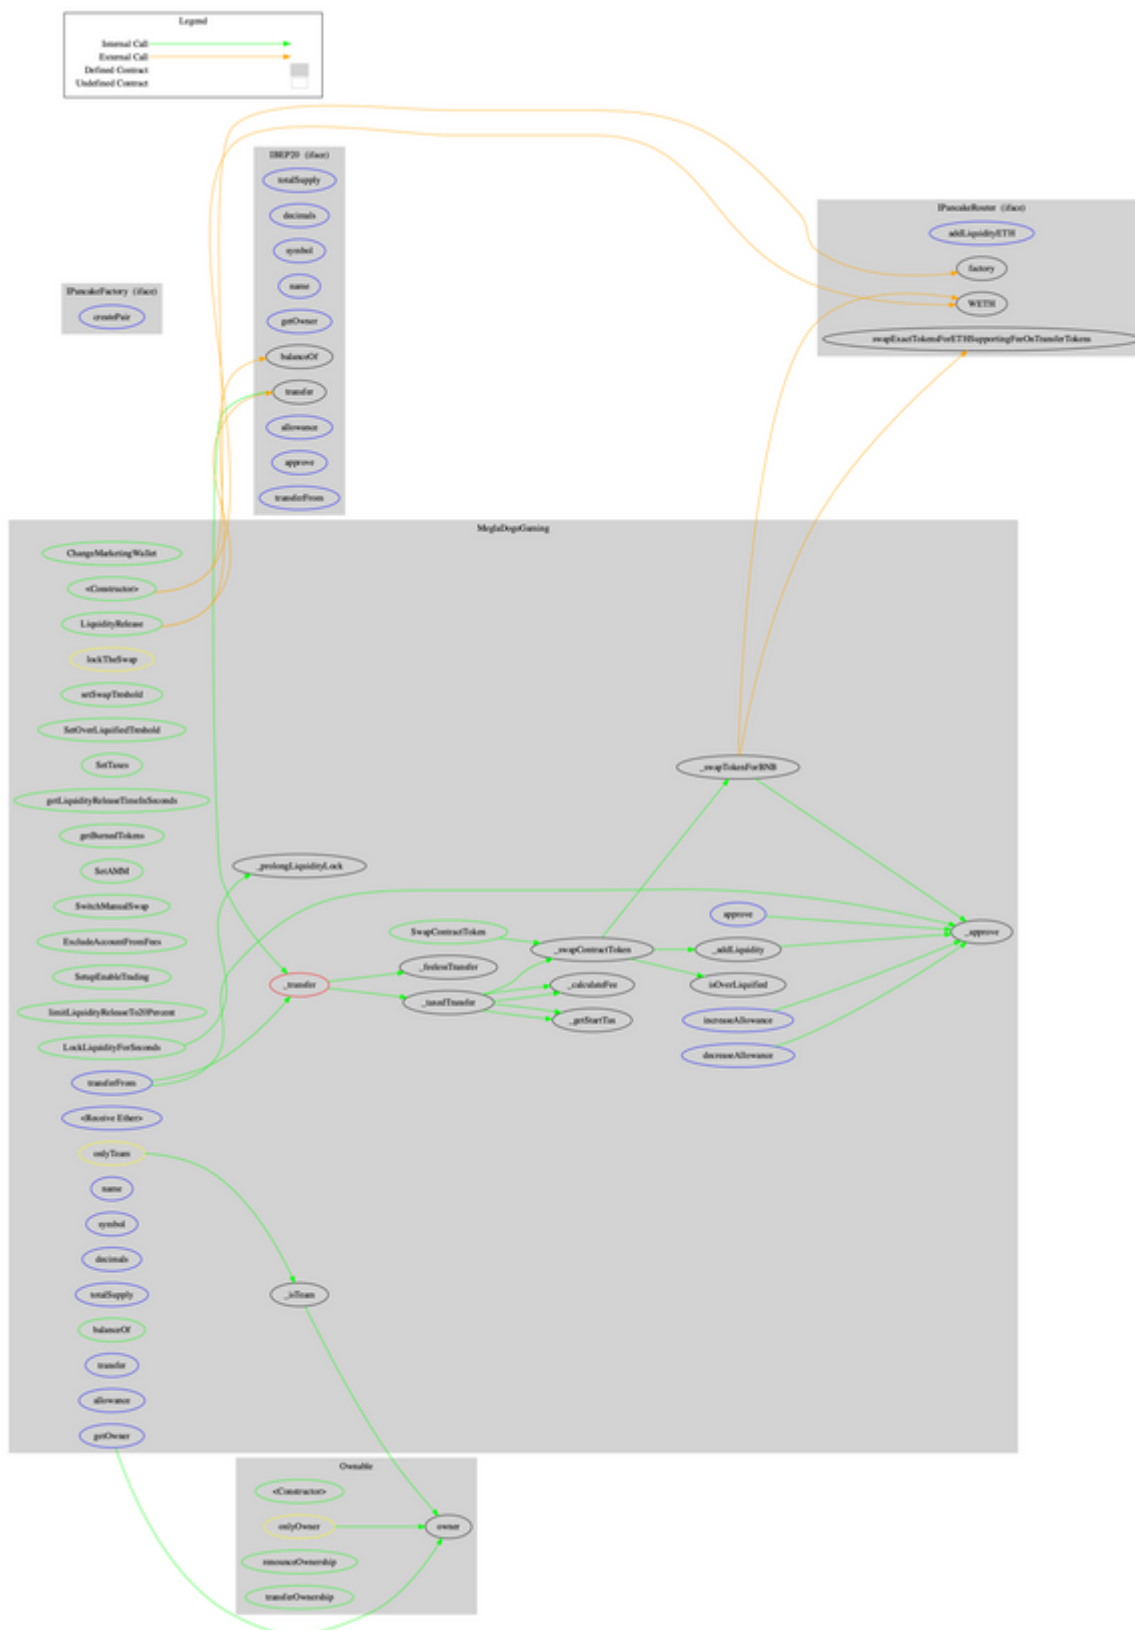 Legend
Internal Call
External Call
Defined Contract
Undefined Contract
IBEP20 (iface)
totalSupply
decimals
symbol
name
getOwner
balanceOf
transfer
allowance
approve
transferFrom
IPancakeRouter (iface)
addLiquidityETH
factory
WETH
swapExactTokensForETHSupportingFeeOnTransferTokens
IPancakeFactory (iface)
createPair
ChangeMarketingWallet
<Constructor>
LiquidityRelease
lockTheSwap
setSwapTreshold
SetOverLiquifiedTreshold
SetTaxes
getLiquidityReleaseTimeInSeconds
getBurnedTokens
SetAMM
SwitchManualSwap
ExcludeAccountFromFees
SetupEnableTrading
limitLiquidityReleaseTo20Percent
LockLiquidityForSeconds
transferFrom
<Receive Ether>
onlyTeam
name
symbol
decimals
totalSupply
balanceOf
transfer
allowance
getOwner
_prolongLiquidityLock
_transfer
_isTeam
SwapContractToken
_feelessTransfer
_taxedTransfer
_swapContractToken
_calculateFee
_getStartTax
_swapTokenForBNB
approve
_addLiquidity
isOverLiquified
increaseAllowance
decreaseAllowance
_approve
Ownable
<Constructor>
onlyOwner
renounceOwnership
transferOwnership
owner